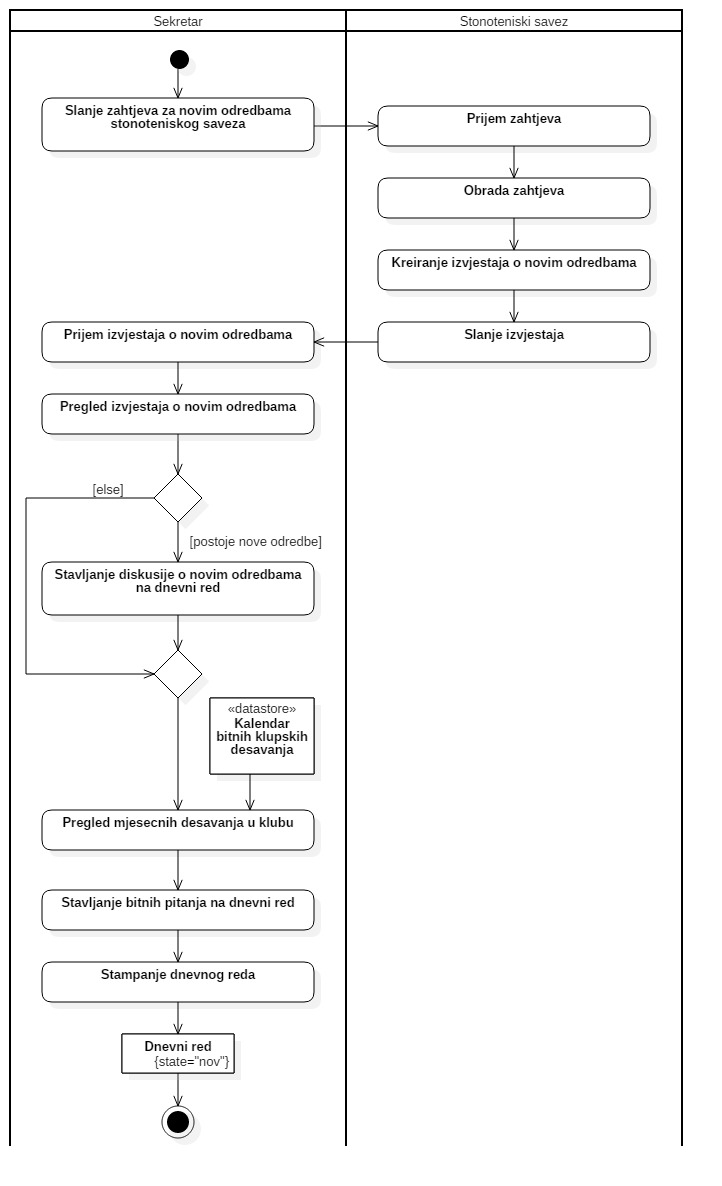 Sekretar
Stonoteniski savez
Slanje zahtjeva za novim odredbama
stonoteniskog saveza
Prijem zahtjeva
Obrada zahtjeva
Kreiranje izvjestaja o novim odredbama
Slanje izvjestaja
Prijem izvjestaja o novim odredbama
Pregled izvjestaja o novim odredbama
[else]
[postoje nove odredbe]
Stavljanje diskusije o novim odredbama
na dnevni red
«datastore»
Kalendar
bitnih klupskih
desavanja
Pregled mjesecnih desavanja u klubu
Stavljanje bitnih pitanja na dnevni red
Stampanje dnevnog reda
Dnevni red
{state="nov"}